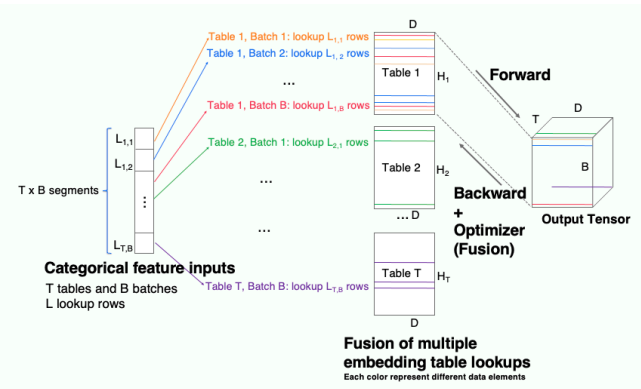 D
Table 1, Batch 1: lookup L1,1 rows
Table 1, Batch 2: lookup L1, 2 rows
...
Table 1
H1
Forward
Table 1, Batch B: lookup L1,B rows
D
T
L1,1
Table 2, Batch 1: lookup L2,1 rows
L1,2
...
Table 2
H2
B
T x B segments
...
Backward
+
Optimizer
(Fusion)
Output Tensor
... D
...
LT,B
Categorical feature inputs
T tables and B batches
L lookup rows
Table T, Batch B: lookup LT,B rows
Table T
HT
D
Fusion of multiple
embedding table lookups
Each color represent different data elements